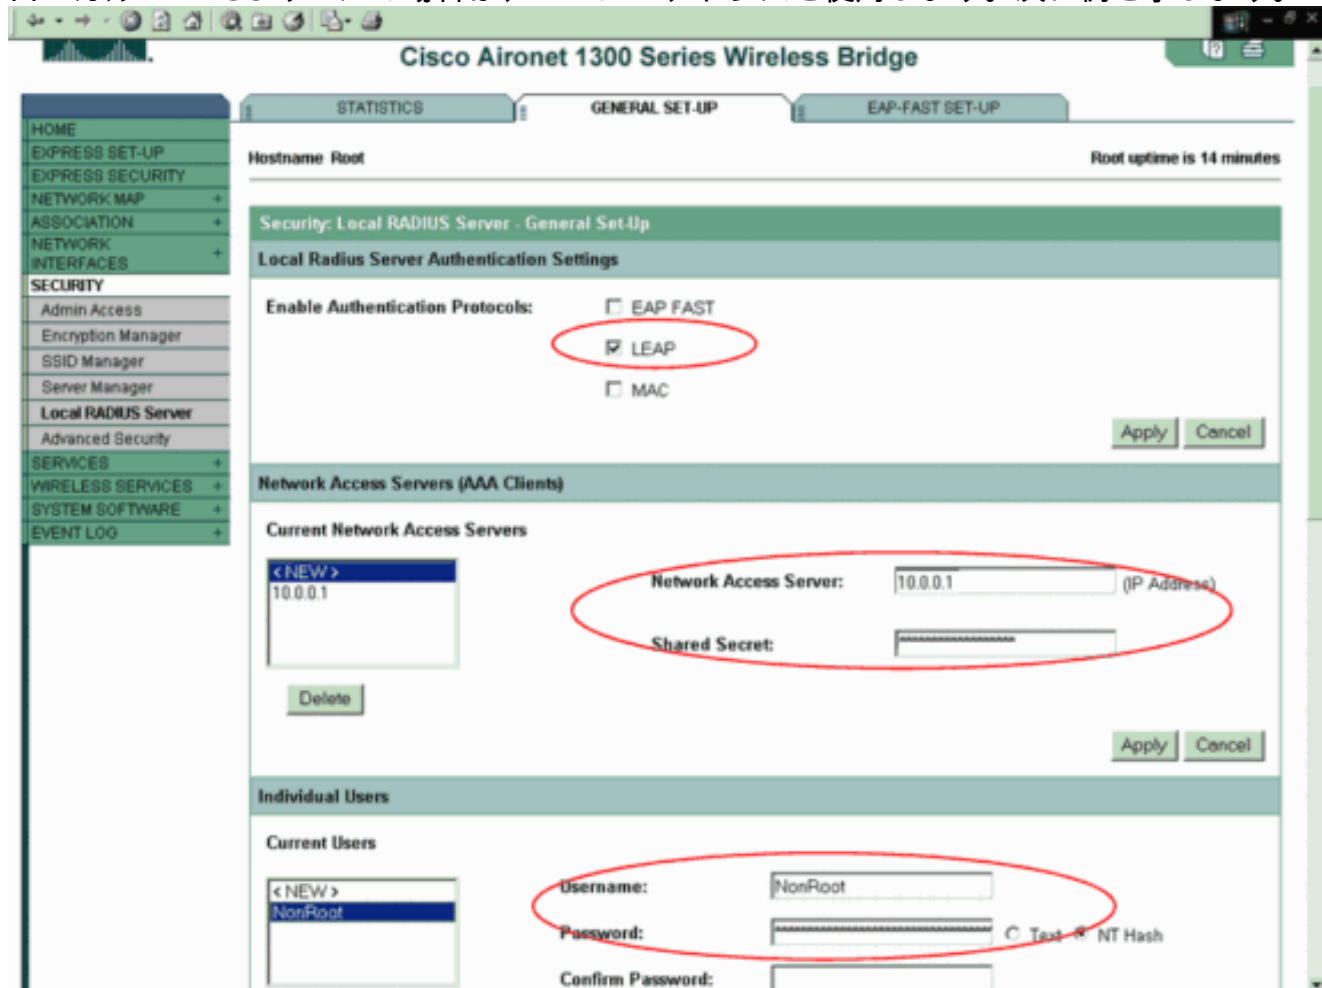 Cisco Aironet 1300 Series Wireless Bridge
STATISTICS
GENERAL SET-UP
EAP-FAST SET-UP
HOME
EXPRESS SET-UP
EXPRESS SECURITY
NETWORK MAP +
ASSOCIATION +
NETWORK
INTERFACES +
SECURITY
Admin Access
Encryption Manager
SSID Manager
Server Manager
Local RADIUS Server
Advanced Security
SERVICES +
WIRELESS SERVICES +
SYSTEM SOFTWARE +
EVENT LOG +
Hostname Root
Root uptime is 14 minutes
Security: Local RADIUS Server - General Set-Up
Local Radius Server Authentication Settings
Enable Authentication Protocols:
EAP FAST
LEAP
MAC
Apply Cancel
Network Access Servers (AAA Clients)
Current Network Access Servers
< NEW >
10.0.0.1
Delete
Network Access Server: 10.0.0.1 (IP Address)
Shared Secret:
Apply Cancel
Individual Users
Current Users
< NEW >
NonRoot
Username: NonRoot
Password: Text NT Hash
Confirm Password: